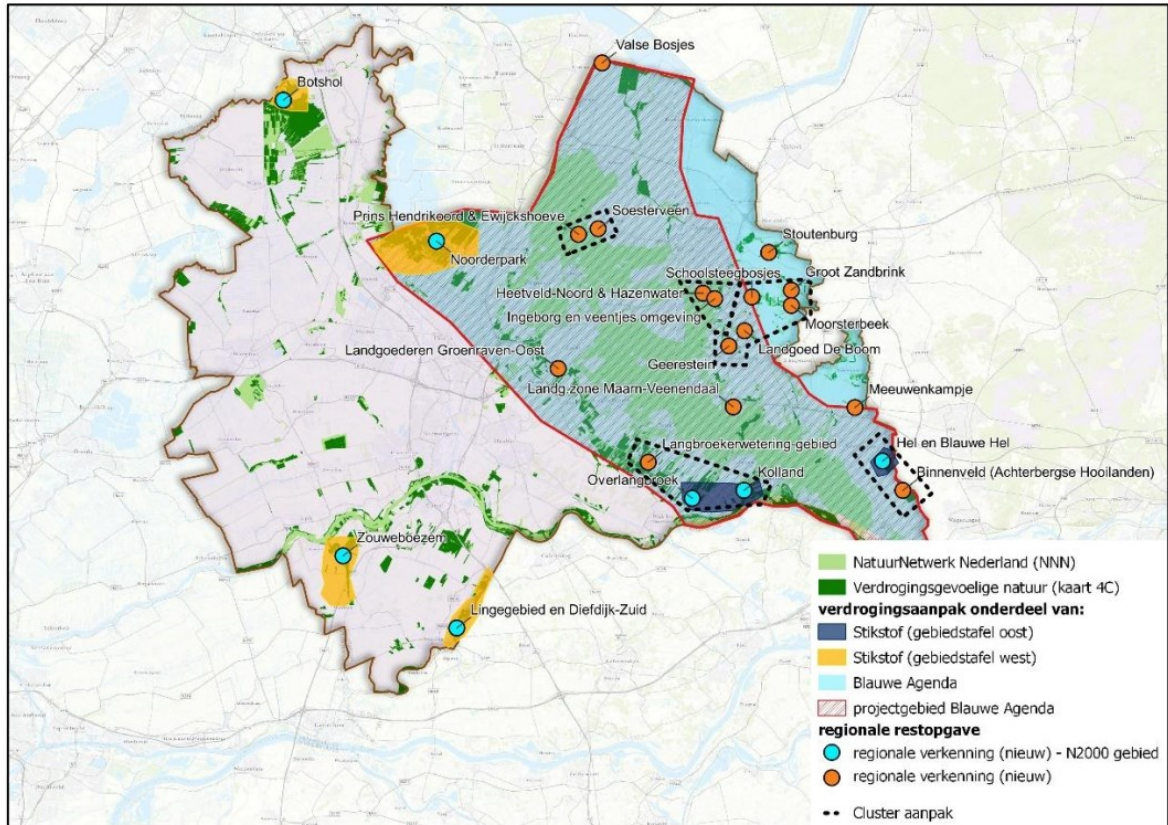 Valse Bosjes
Botshol
Prins Hendrikoord & Ewijckshoeve
Soesterveen
Noorderpark
Stoutenburg
Schoolsteegbosjes
Groot Zandbrink
Heetveld-Noord & Hazenwater
Ingeborg en veentjes omgeving
Moorsterbeek
Landgoederen Groenraven-Oost
Landgoed De Boom
Geerestein
Landg.zone Maarn-Veenendaal
Meeuwenkampje
Langbroekerwetering-gebied
Hel en Blauwe Hel
Kolland
Binnenveld (Achterbergse Hooilanden)
Overlangbroek
Zouweboezem
Lingegebied en Diefdijk-Zuid
NatuurNetwerk Nederland (NNN)
Verdrogingsgevoelige natuur (kaart 4C)
verdrogingsaanpak onderdeel van:
Stikstof (gebiedstafel oost)
Stikstof (gebiedstafel west)
Blauwe Agenda
projectgebied Blauwe Agenda
regionale restopgave
regionale verkenning (nieuw) - N2000 gebied
regionale verkenning (nieuw)
Cluster aanpak